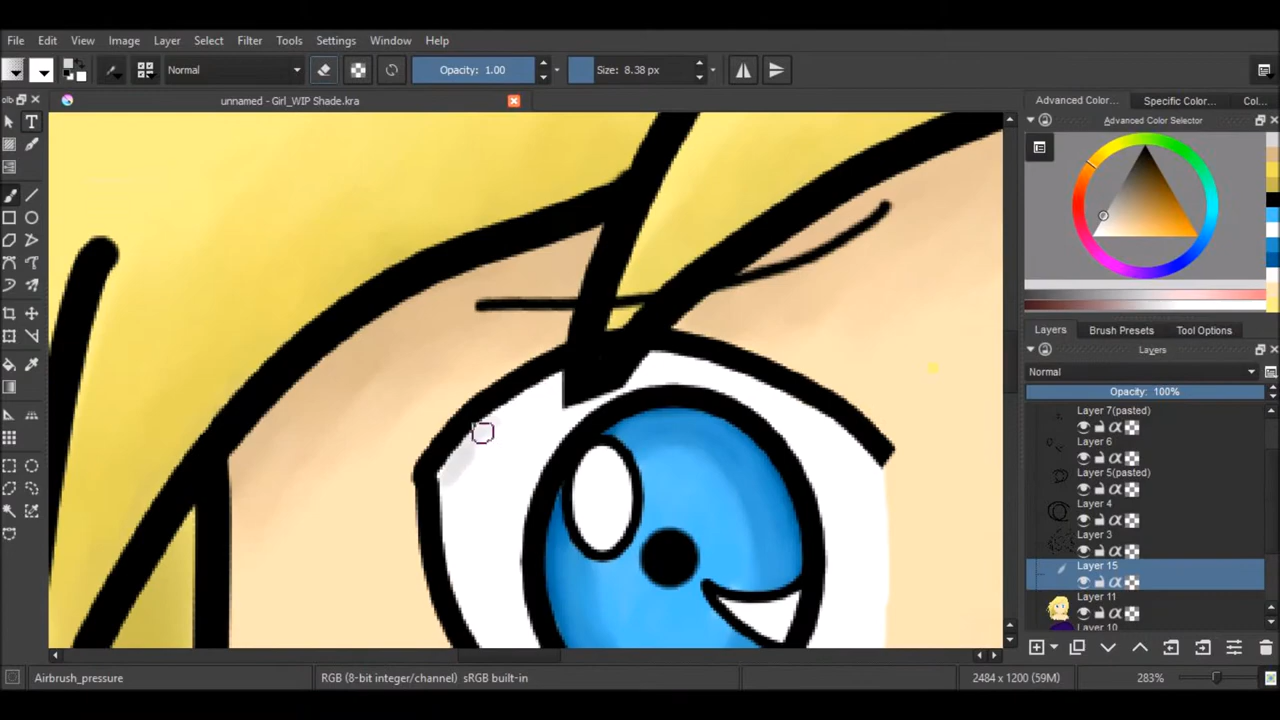 File Edit View Image Layer Select Filter Tools Settings Window Help
Normal Opacity: 1.00 Size: 8.38 px
unnamed - Girl_WIP Shade.kra
Advanced Color... Specific Color... Col...
Advanced Color Selector
Layers Brush Presets Tool Options
Layers
Normal
Opacity: 100%
Layer 7(pasted)
Layer 6
Layer 5(pasted)
Layer 4
Layer 3
Layer 15
Layer 11
Layer 10
Airbrush_pressure RGB (8-bit integer/channel) sRGB built-in 2484 x 1200 (59M) 283%